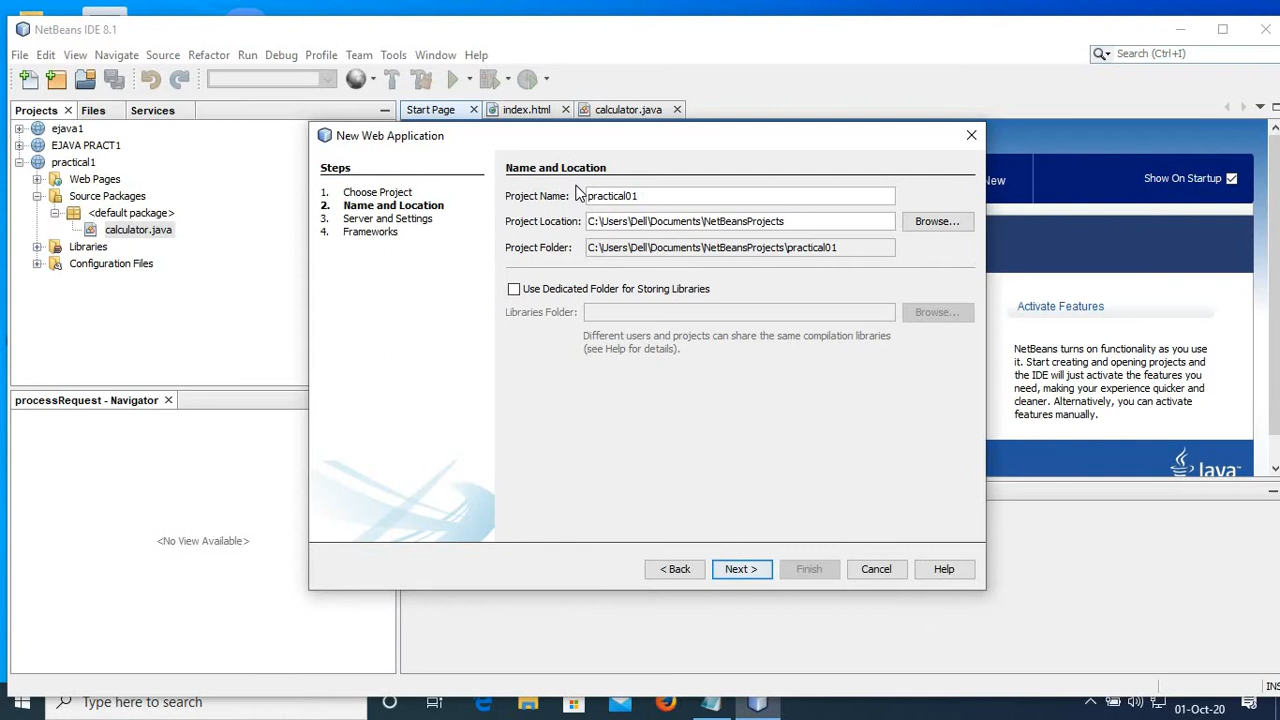 NetBeans IDE 8.1
File Edit View Navigate Source Refactor Run Debug Profile Team Tools Window Help
Search (Ctrl+I)
Projects Files Services
Start Page index.html calculator.java
ejava1
EJAVA PRACT1
practical1
Web Pages
Source Packages
<default package>
calculator.java
Libraries
Configuration Files
New Web Application
Steps
1. Choose Project
2. Name and Location
3. Server and Settings
4. Frameworks
Name and Location
Project Name: practical01
Project Location: C:\Users\Dell\Documents\NetBeansProjects Browse...
Project Folder: C:\Users\Dell\Documents\NetBeansProjects\practical01
Use Dedicated Folder for Storing Libraries
Libraries Folder: Browse...
Different users and projects can share the same compilation libraries
(see Help for details).
< Back Next > Finish Cancel Help
New
Show On Startup
Activate Features
NetBeans turns on functionality as you
use it. Start creating and opening projects and
the IDE will just activate the features you
need, making your experience quicker and
cleaner. Alternatively, you can activate
features manually.
Java
processRequest - Navigator
<No View Available>
INS
Type here to search
01-Oct-20